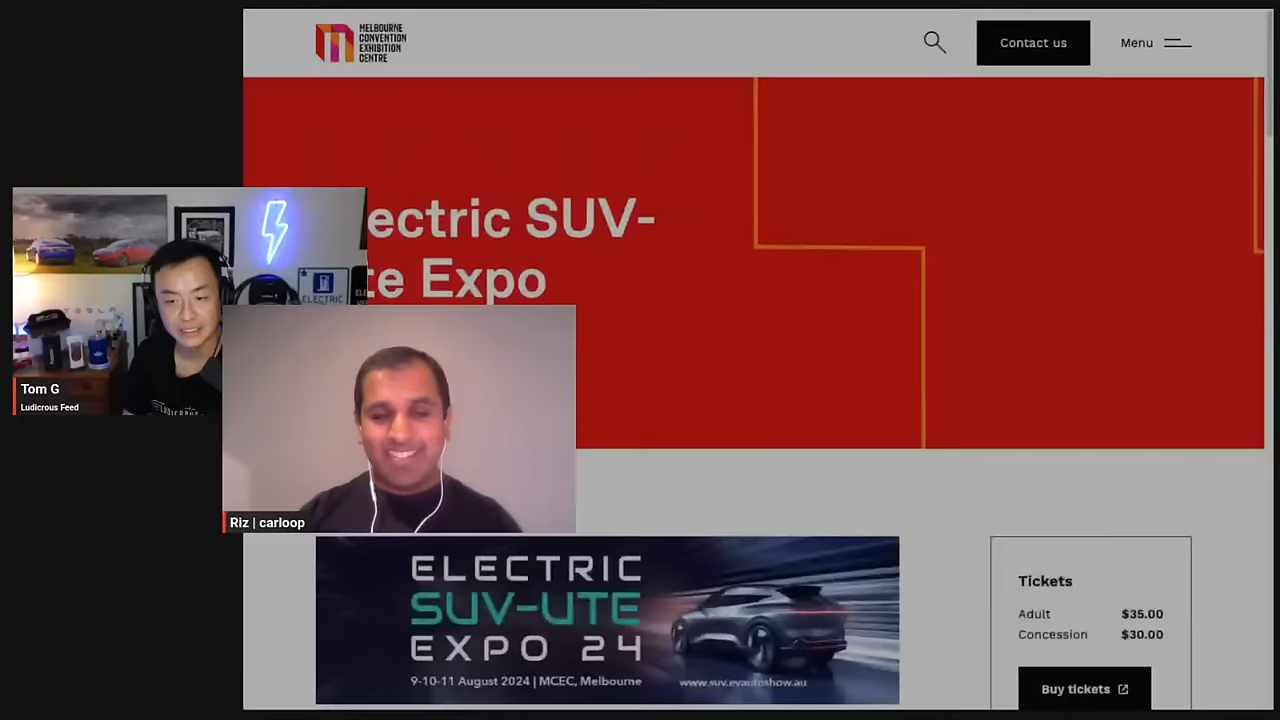 MELBOURNE
CONVENTION
EXHIBITION
CENTRE
Contact us
Menu
ectric SUV-
te Expo
ELECTRIC
TESLA
Tom G
Ludicrous Feed
Riz | carloop
ELECTRIC
SUV-UTE
EXPO 24
9-10-11 August 2024 | MCEC, Melbourne
www.suv.evautoshow.au
Tickets
Adult $35.00
Concession $30.00
Buy tickets